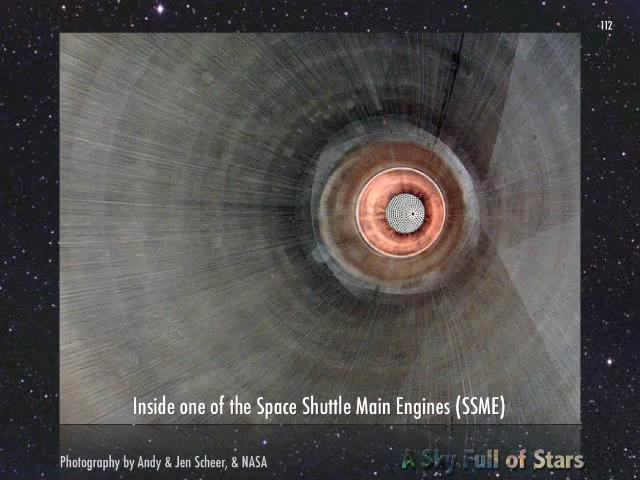 112
Inside one of the Space Shuttle Main Engines (SSME)
Photography by Andy & Jen Scheer, & NASA
A Sky Full of Stars